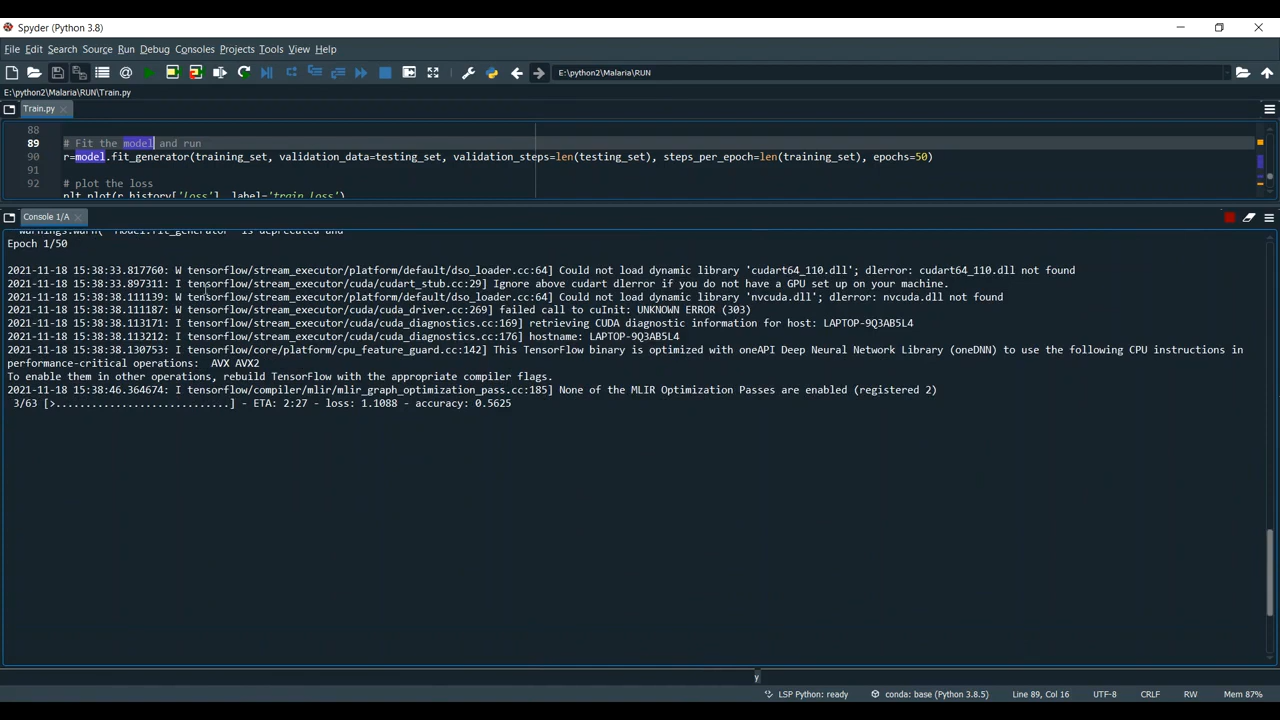 Spyder (Python 3.8)
File Edit Search Source Run Debug Consoles Projects Tools View Help
E:\python2\Malaria\RUN
E:\python2\Malaria\RUN\Train.py
Train.py
88
89 # Fit the model and run
90 r=model.fit_generator(training_set, validation_data=testing_set, validation_steps=len(testing_set), steps_per_epoch=len(training_set), epochs=50)
91
92 # plot the loss
plt.plot(r.history['loss'], label='train loss')
Console 1/A
warnings.warn('`Model.fit_generator` is deprecated and
Epoch 1/50
2021-11-18 15:38:33.817760: W tensorflow/stream_executor/platform/default/dso_loader.cc:64] Could not load dynamic library 'cudart64_110.dll'; dlerror: cudart64_110.dll not found
2021-11-18 15:38:33.897311: I tensorflow/stream_executor/cuda/cudart_stub.cc:29] Ignore above cudart dlerror if you do not have a GPU set up on your machine.
2021-11-18 15:38:38.111139: W tensorflow/stream_executor/platform/default/dso_loader.cc:64] Could not load dynamic library 'nvcuda.dll'; dlerror: nvcuda.dll not found
2021-11-18 15:38:38.111187: W tensorflow/stream_executor/cuda/cuda_driver.cc:269] failed call to cuInit: UNKNOWN ERROR (303)
2021-11-18 15:38:38.113171: I tensorflow/stream_executor/cuda/cuda_diagnostics.cc:169] retrieving CUDA diagnostic information for host: LAPTOP-9Q3AB5L4
2021-11-18 15:38:38.113212: I tensorflow/stream_executor/cuda/cuda_diagnostics.cc:176] hostname: LAPTOP-9Q3AB5L4
2021-11-18 15:38:38.130753: I tensorflow/core/platform/cpu_feature_guard.cc:142] This TensorFlow binary is optimized with oneAPI Deep Neural Network Library (oneDNN) to use the following CPU instructions in
performance-critical operations:  AVX AVX2
To enable them in other operations, rebuild TensorFlow with the appropriate compiler flags.
2021-11-18 15:38:46.364674: I tensorflow/compiler/mlir/mlir_graph_optimization_pass.cc:185] None of the MLIR Optimization Passes are enabled (registered 2)
3/63 [>.............................] - ETA: 2:27 - loss: 1.1088 - accuracy: 0.5625
y
LSP Python: ready conda: base (Python 3.8.5) Line 89, Col 16 UTF-8 CRLF RW Mem 87%